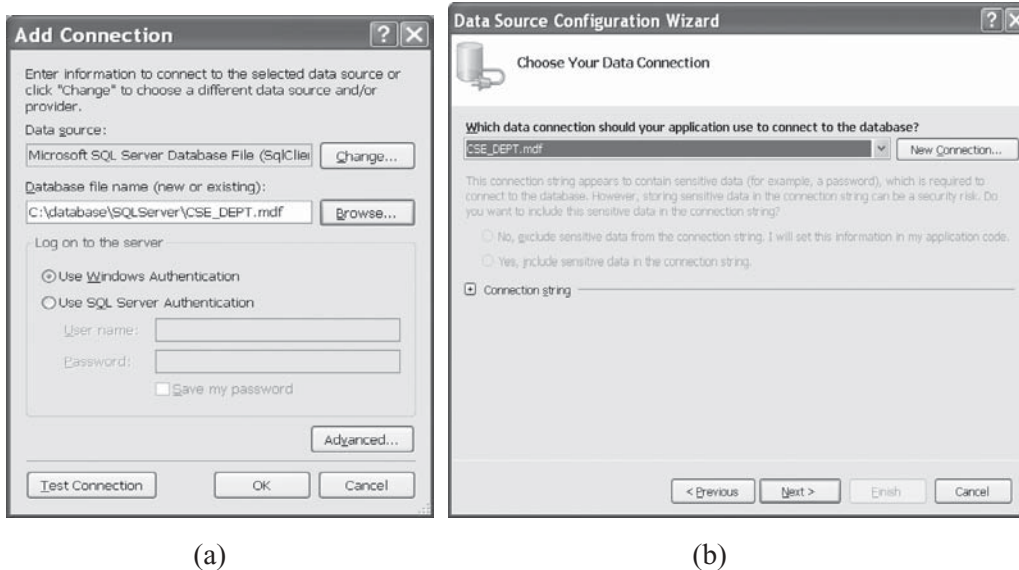 Add Connection
Enter information to connect to the selected data source or
click "Change" to choose a different data source and/or
provider.
Data source:
Microsoft SQL Server Database File (SqlClie
Change...
Database file name (new or existing):
C:\database\SQLServer\CSE_DEPT.mdf
Browse...
Log on to the server
Use Windows Authentication
Use SQL Server Authentication
User name:
Password:
Save my password
Advanced...
Test Connection
OK
Cancel
(a)
Data Source Configuration Wizard
Choose Your Data Connection
Which data connection should your application use to connect to the database?
CSE_DEPT.mdf
New Connection...
This connection string appears to contain sensitive data (for example, a password), which is required to
connect to the database. However, storing sensitive data in the connection string can be a security risk. Do
you want to include this sensitive data in the connection string?
No, exclude sensitive data from the connection string. I will set this information in my application code.
Yes, include sensitive data in the connection string.
Connection string
< Previous
Next >
Finish
Cancel
(b)